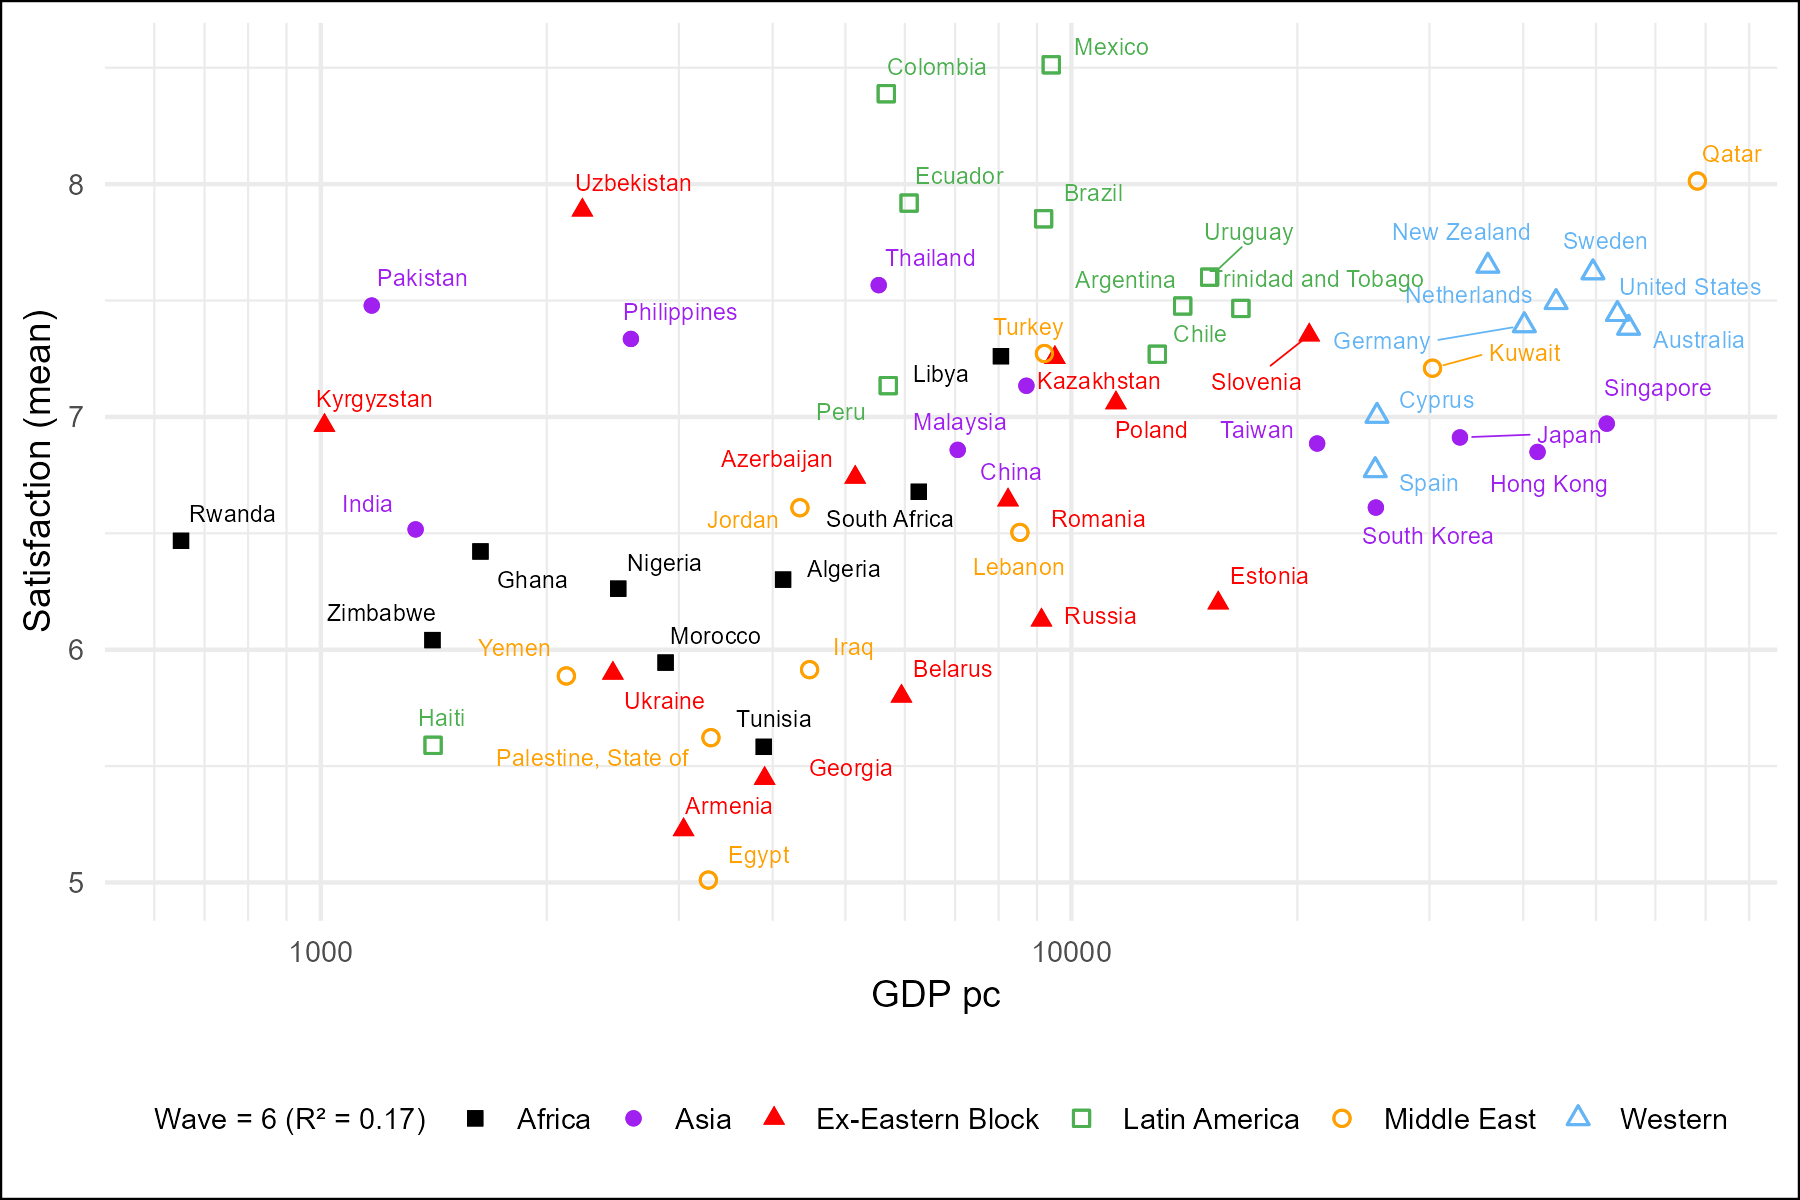 Mexico
Colombia
Qatar
Ecuador
Uzbekistan
Brazil
Uruguay
New Zealand
Sweden
Thailand
Pakistan
Argentina
Trinidad and Tobago
United States
Netherlands
Philippines
Turkey
Chile
Germany
Australia
Kuwait
Libya
Kazakhstan
Slovenia
Singapore
Kyrgyzstan
Cyprus
Peru
Malaysia
Poland
Taiwan
Japan
Azerbaijan
China
Spain
Hong Kong
India
Rwanda
Jordan
South Africa
Romania
South Korea
Nigeria
Lebanon
Algeria
Estonia
Ghana
Zimbabwe
Russia
Morocco
Yemen
Iraq
Belarus
Ukraine
Haiti
Tunisia
Palestine, State of
Georgia
Armenia
Egypt
8
7
6
5
Satisfaction (mean)
1000
10000
GDP pc
Wave = 6 (R² = 0.17)
Africa
Asia
Ex-Eastern Block
Latin America
Middle East
Western